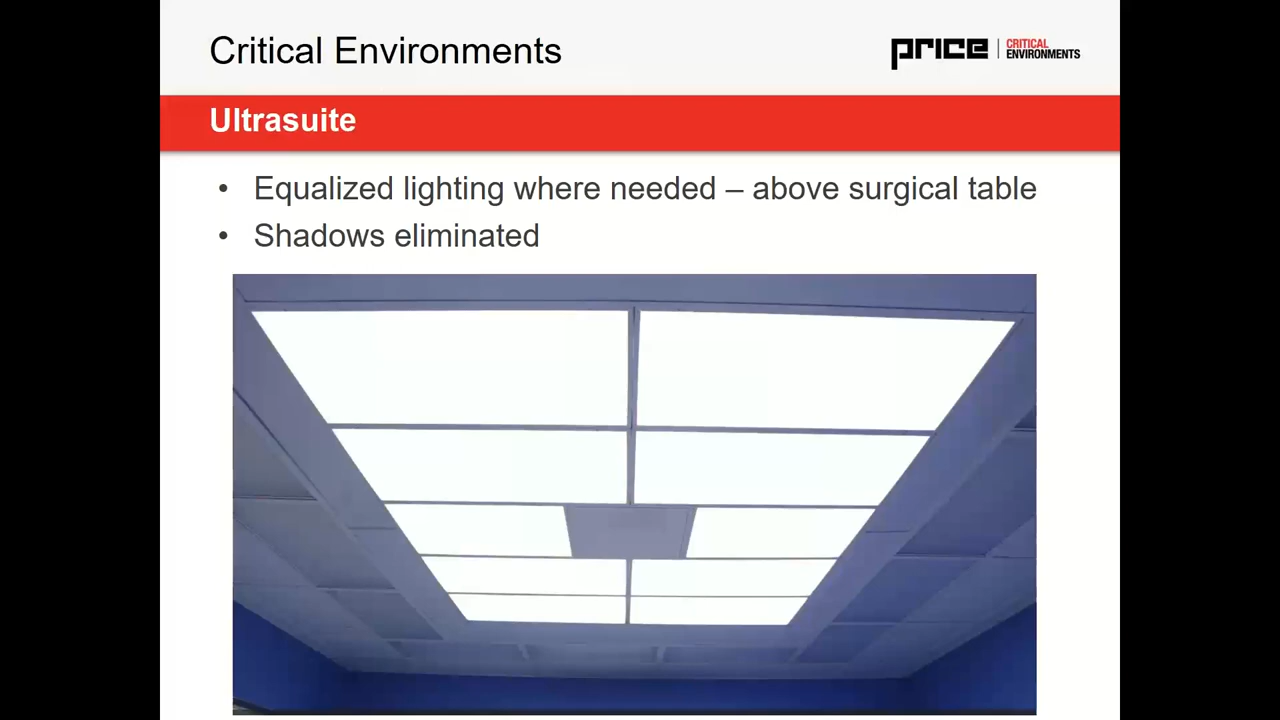 Critical Environments
price
CRITICAL
ENVIRONMENTS
Ultrasuite
• Equalized lighting where needed – above surgical table
• Shadows eliminated